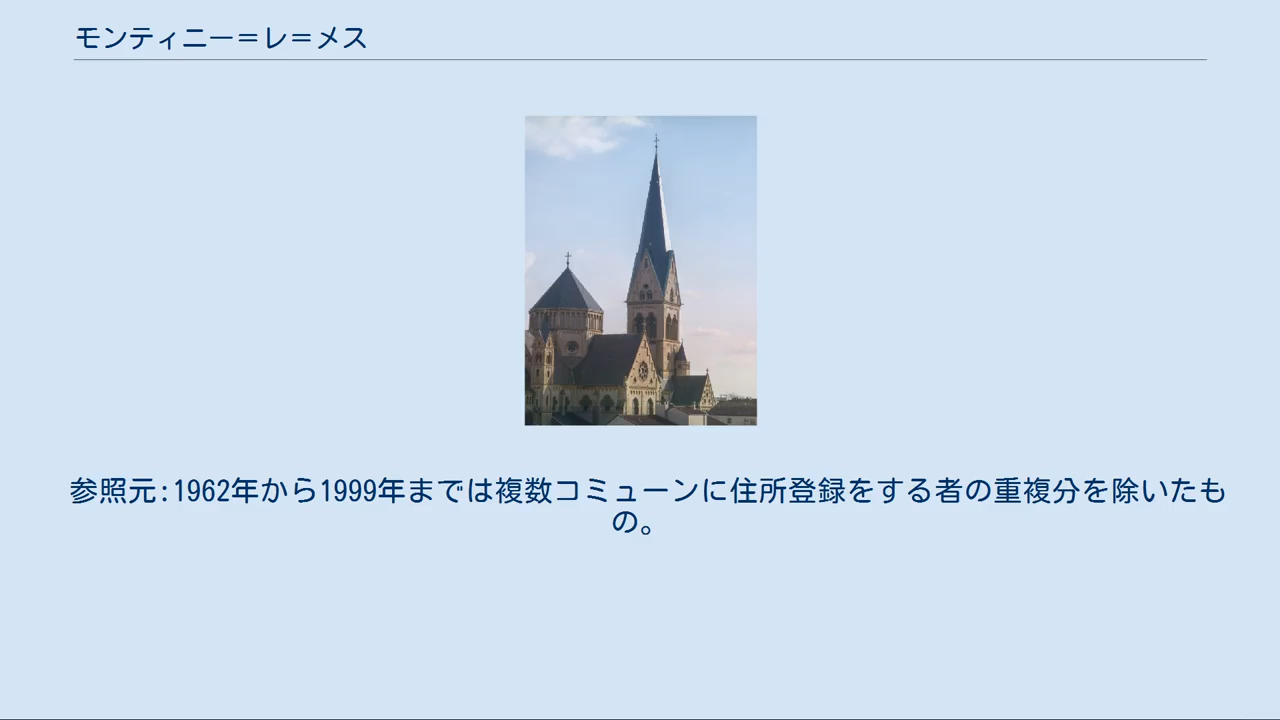 モンティニー＝レ＝メス
参照元:1962年から1999年までは複数コミューンに住所登録をする者の重複分を除いたも
の。